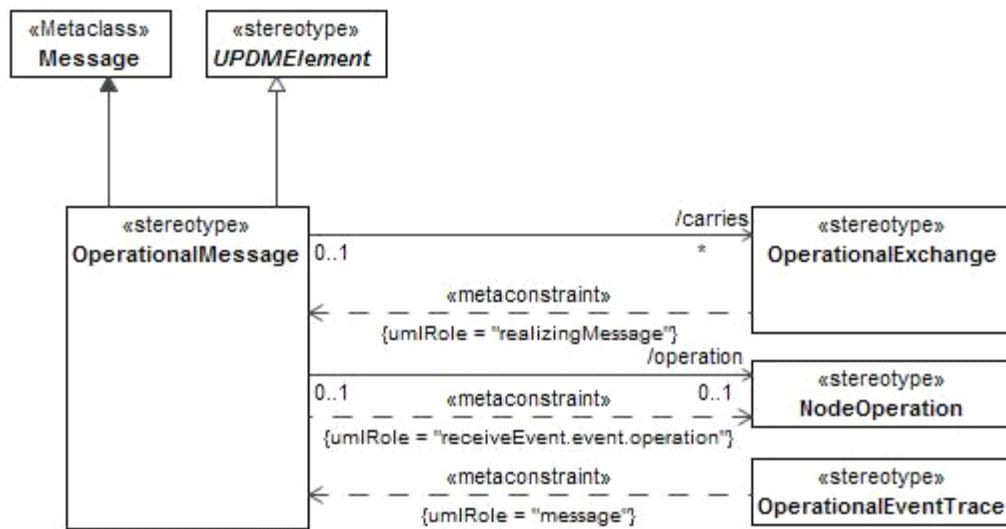 «Metaclass»
Message
«stereotype»
UPDMElement
«stereotype»
OperationalMessage
/carries
0..1
*
«stereotype»
OperationalExchange
«metaconstraint»
{umlRole = "realizingMessage"}
/operation
0..1
0..1
«metaconstraint»
{umlRole = "receiveEvent.event.operation"}
«stereotype»
NodeOperation
«metaconstraint»
{umlRole = "message"}
«stereotype»
OperationalEventTrace